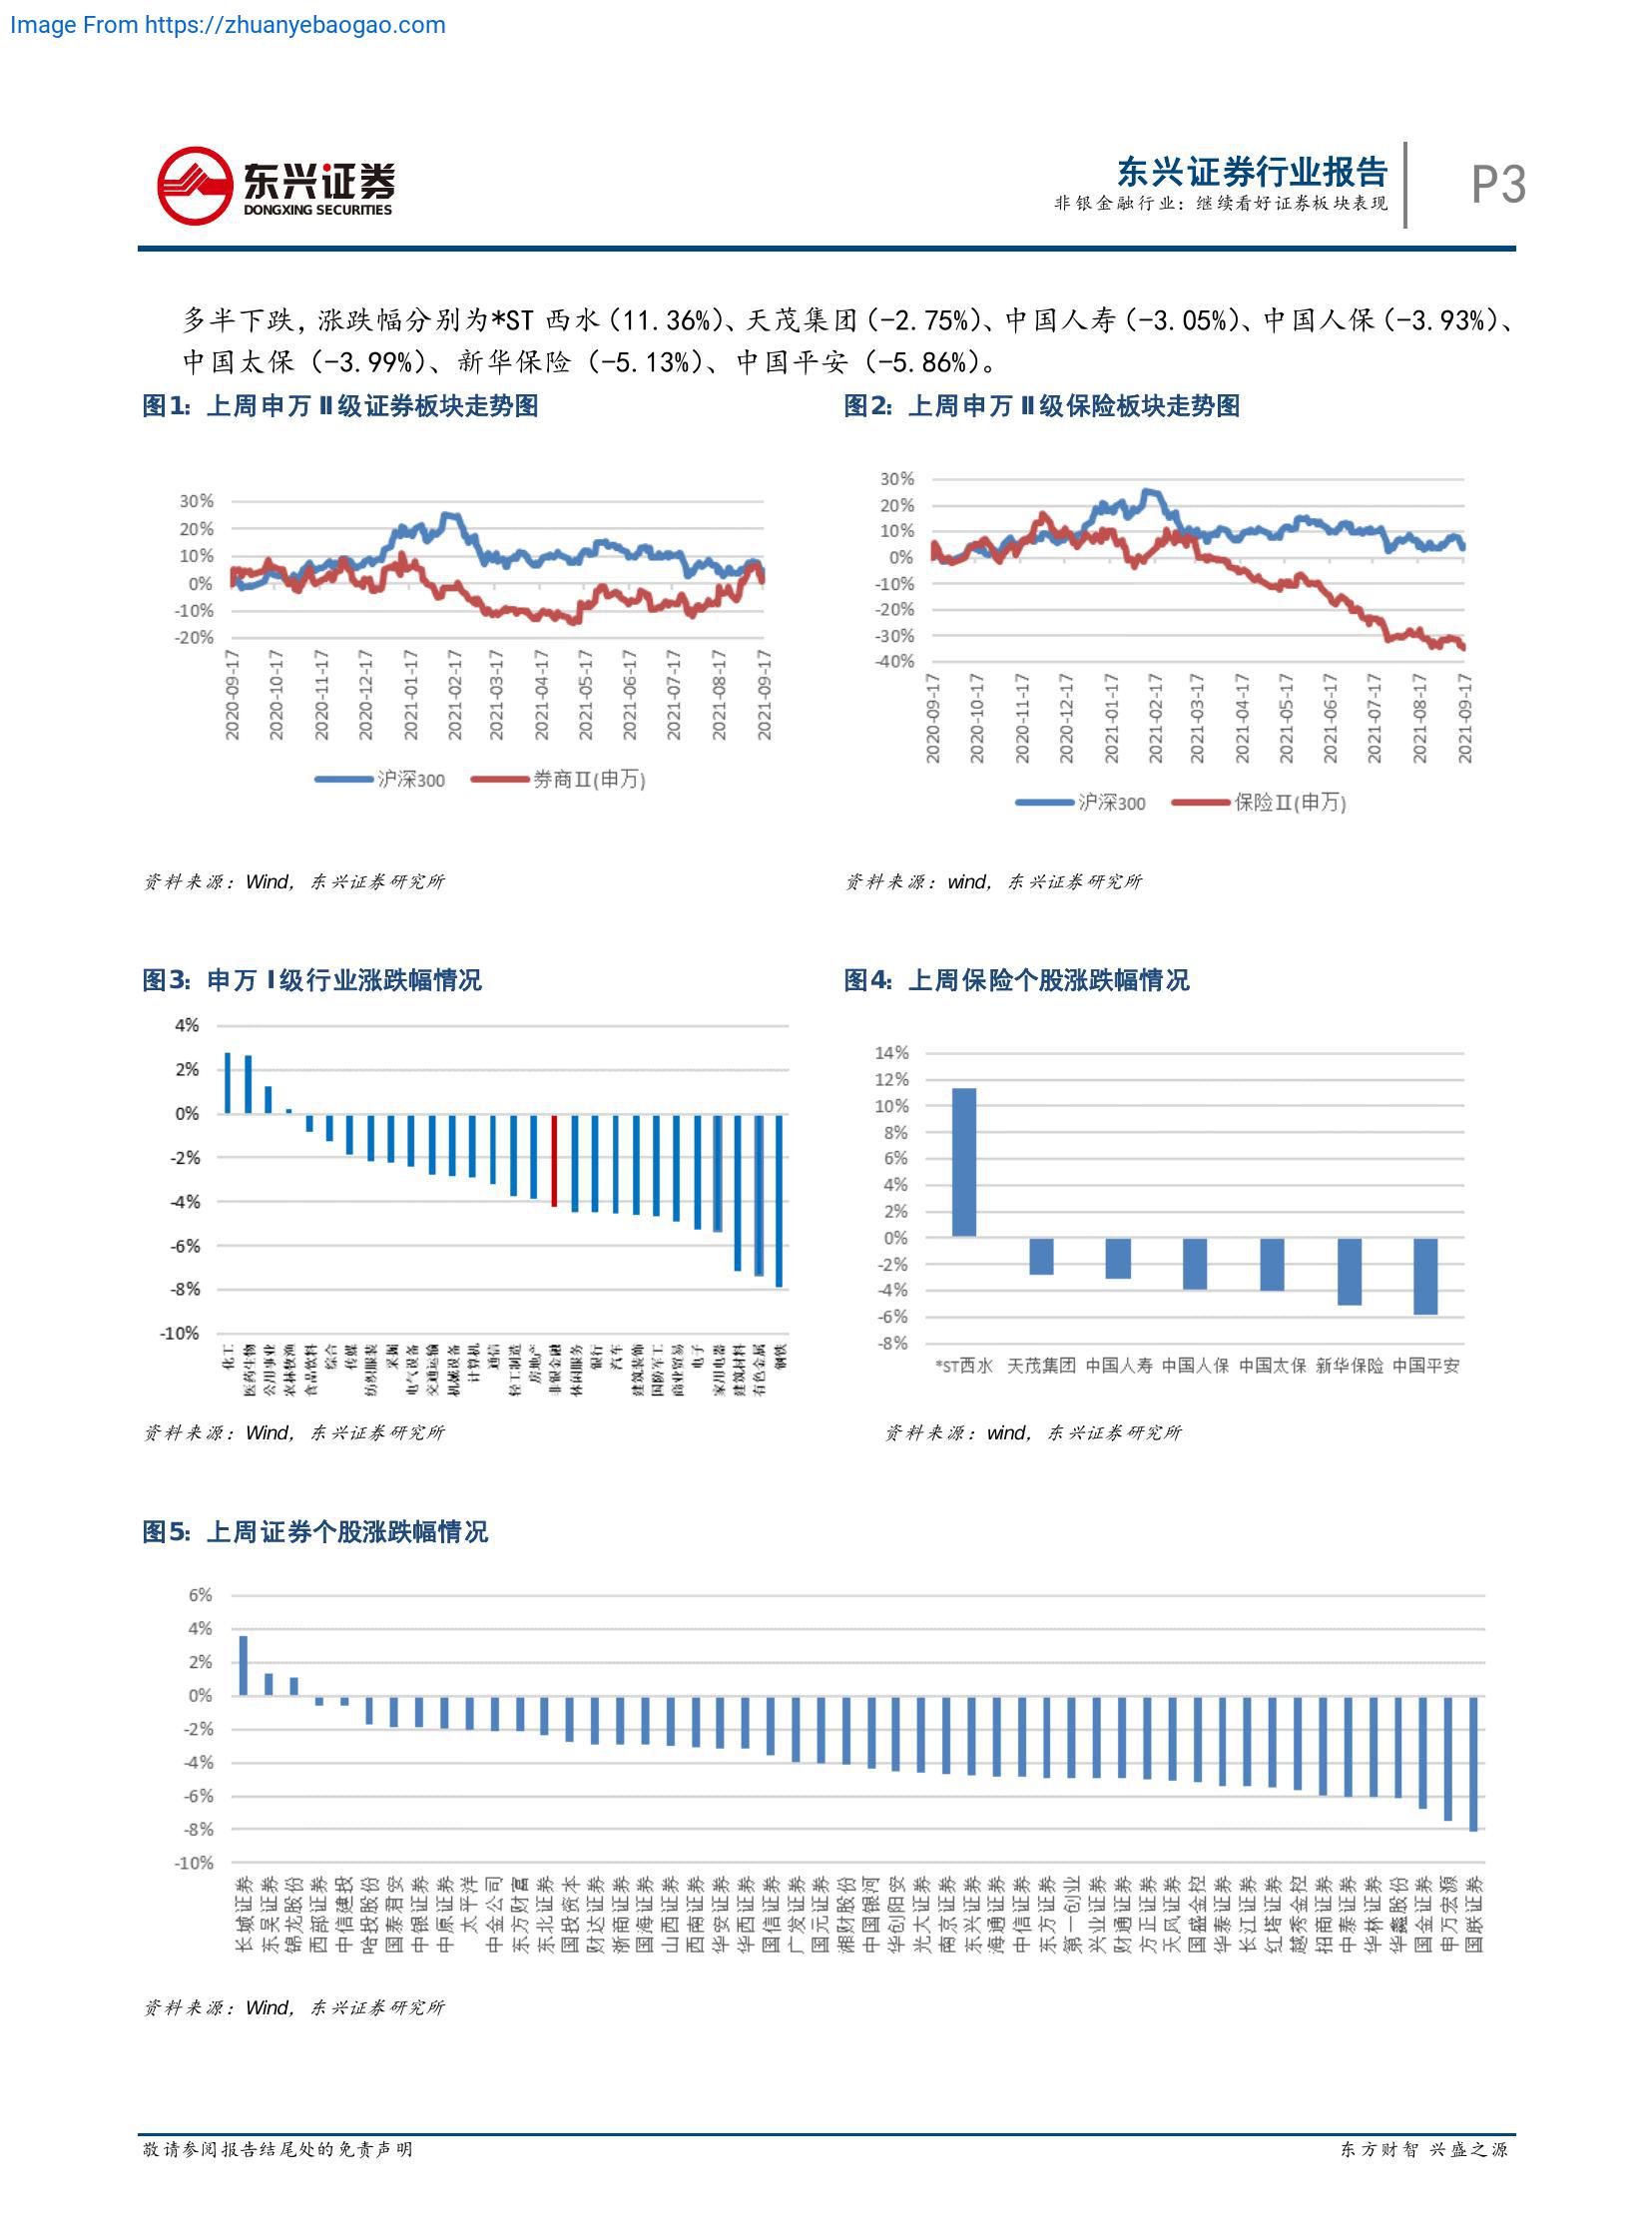 Image From https://zhuanyebaogao.com
东兴证券
DONGXING SECURITIES
东兴证券行业报告
非银金融行业：继续看好证券板块表现
P3
多半下跌，涨跌幅分别为*ST 西水（11.36%）、天茂集团（-2.75%）、中国人寿（-3.05%）、中国人保（-3.93%）、
中国太保（-3.99%）、新华保险（-5.13%）、中国平安（-5.86%）。
图1: 上周申万 II 级证券板块走势图
30%
20%
10%
0%
-10%
-20%
2020-09-17
2020-10-17
2020-11-17
2020-12-17
2021-01-17
2021-02-17
2021-03-17
2021-04-17
2021-05-17
2021-06-17
2021-07-17
2021-08-17
2021-09-17
沪深300
券商Ⅱ(申万)
资料来源：Wind, 东兴证券研究所
图2: 上周申万 II 级保险板块走势图
30%
20%
10%
0%
-10%
-20%
-30%
-40%
2020-09-17
2020-10-17
2020-11-17
2020-12-17
2021-01-17
2021-02-17
2021-03-17
2021-04-17
2021-05-17
2021-06-17
2021-07-17
2021-08-17
2021-09-17
沪深300
保险Ⅱ(申万)
资料来源：wind, 东兴证券研究所
图3: 申万 I 级行业涨跌幅情况
4%
2%
0%
-2%
-4%
-6%
-8%
-10%
化工
医药生物
公用事业
农林牧渔
食品饮料
综合
传媒
纺织服装
采掘
电气设备
交通运输
机械设备
计算机
通信
轻工制造
房地产
非银金融
休闲服务
银行
汽车
建筑装饰
国防军工
商业贸易
电子
家用电器
建筑材料
有色金属
钢铁
资料来源：Wind, 东兴证券研究所
图4: 上周保险个股涨跌幅情况
14%
12%
10%
8%
6%
4%
2%
0%
-2%
-4%
-6%
-8%
*ST西水
天茂集团
中国人寿
中国人保
中国太保
新华保险
中国平安
资料来源：wind, 东兴证券研究所
图5: 上周证券个股涨跌幅情况
6%
4%
2%
0%
-2%
-4%
-6%
-8%
-10%
长城证券
东吴证券
锦龙股份
西部证券
中信建投
哈投股份
国泰君安
中银证券
中原证券
太平洋
中金公司
东方财富
东北证券
国投资本
财达证券
浙商证券
国海证券
山西证券
西南证券
华安证券
华西证券
国信证券
广发证券
国元证券
湘财股份
中国银河
华创阳安
光大证券
南京证券
东兴证券
海通证券
中信证券
东方证券
第一创业
兴业证券
财通证券
方正证券
天风证券
国盛金控
华泰证券
长江证券
红塔证券
越秀金控
招商证券
中泰证券
华林证券
华鑫股份
国金证券
申万宏源
国联证券
资料来源：Wind, 东兴证券研究所
敬请参阅报告结尾处的免责声明
东方财智 兴盛之源